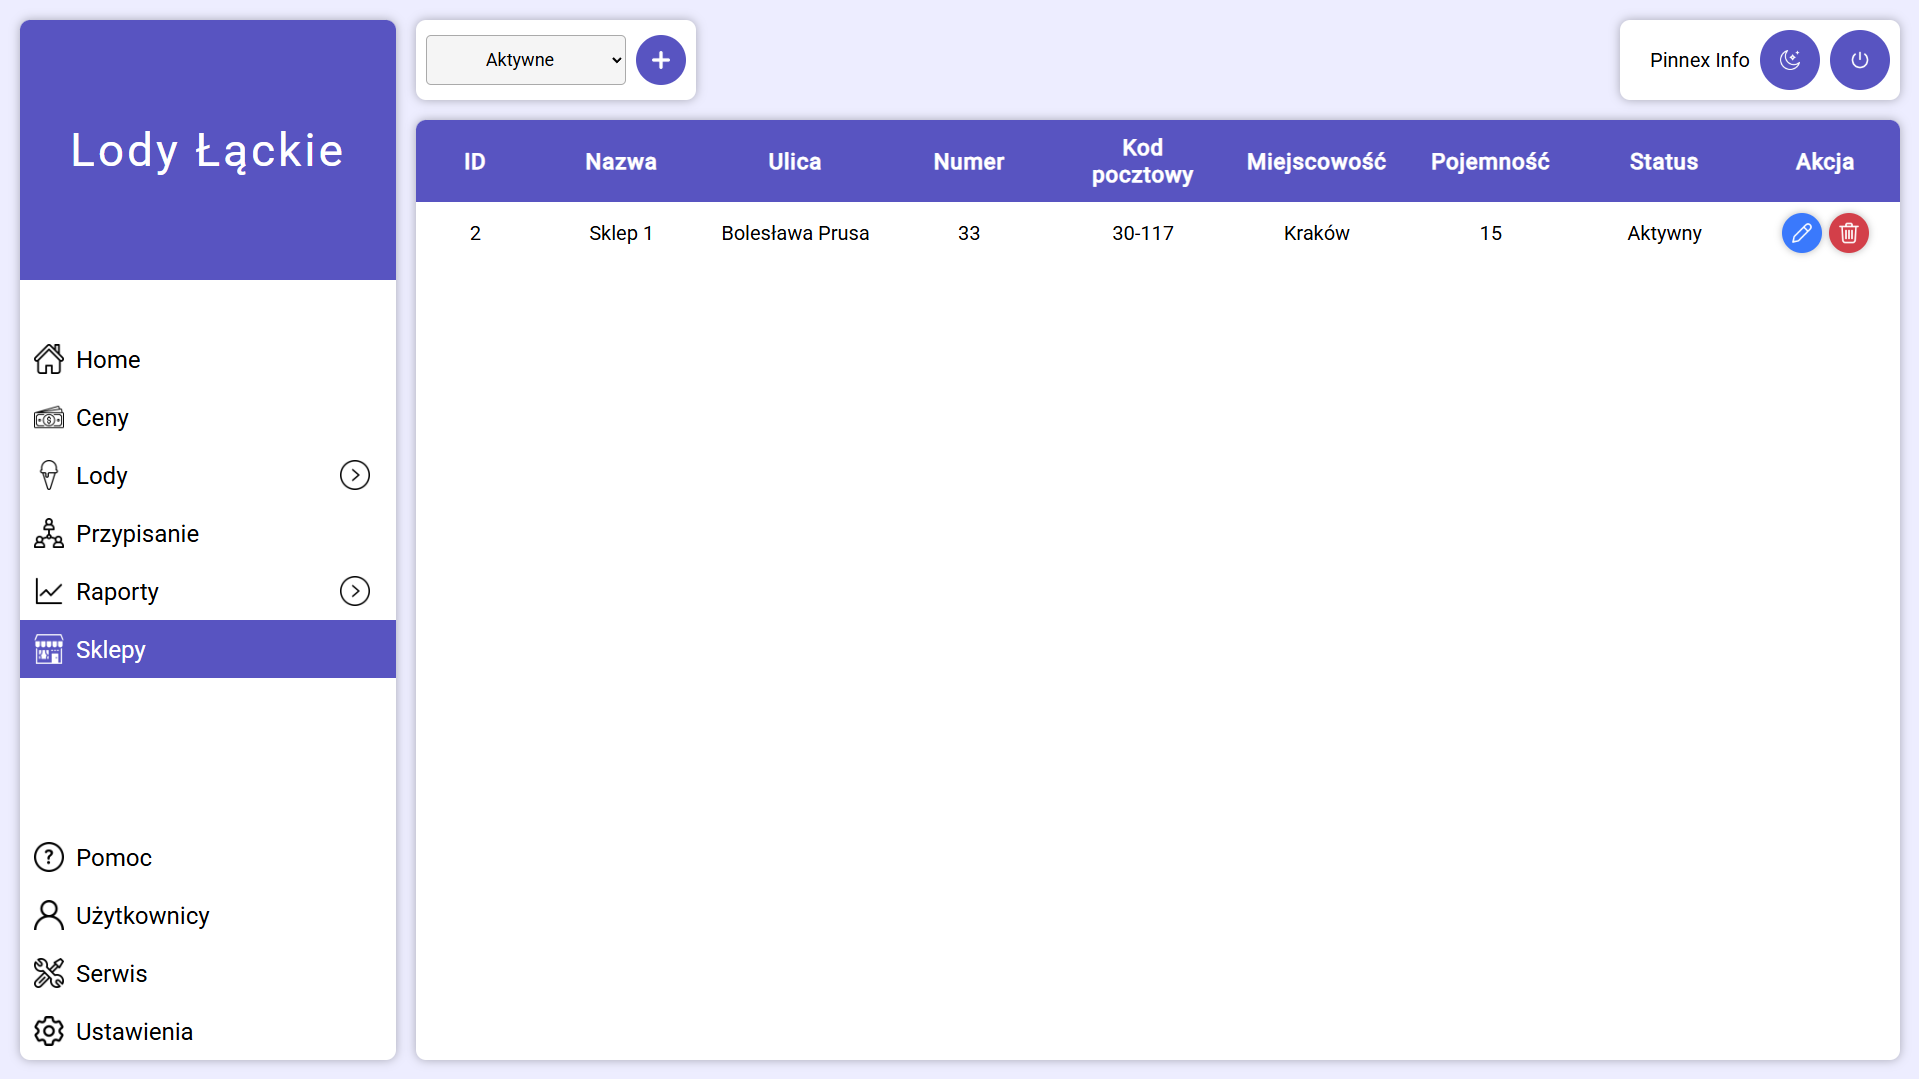 Lody Łąckie
Home
Ceny
Lody
Przypisanie
Raporty
Sklepy
Pomoc
Użytkownicy
Serwis
Ustawienia
Aktywne
Pinnex Info
ID Nazwa Ulica Numer Kod pocztowy Miejscowość Pojemność Status Akcja
2 Sklep 1 Bolesława Prusa 33 30-117 Kraków 15 Aktywny